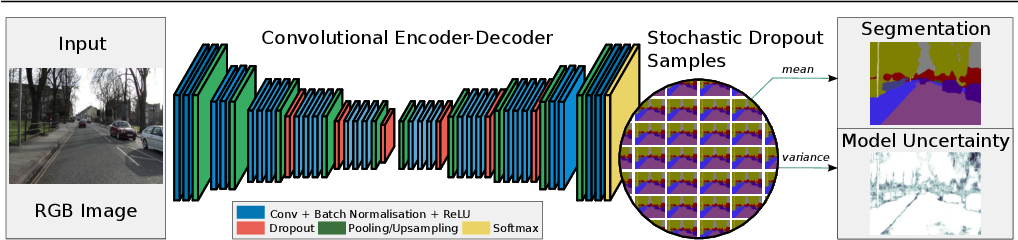 Input
RGB Image
Convolutional Encoder-Decoder
Conv + Batch Normalisation + ReLU
Dropout
Pooling/Upsampling
Softmax
Stochastic Dropout
Samples
mean
variance
Segmentation
Model Uncertainty